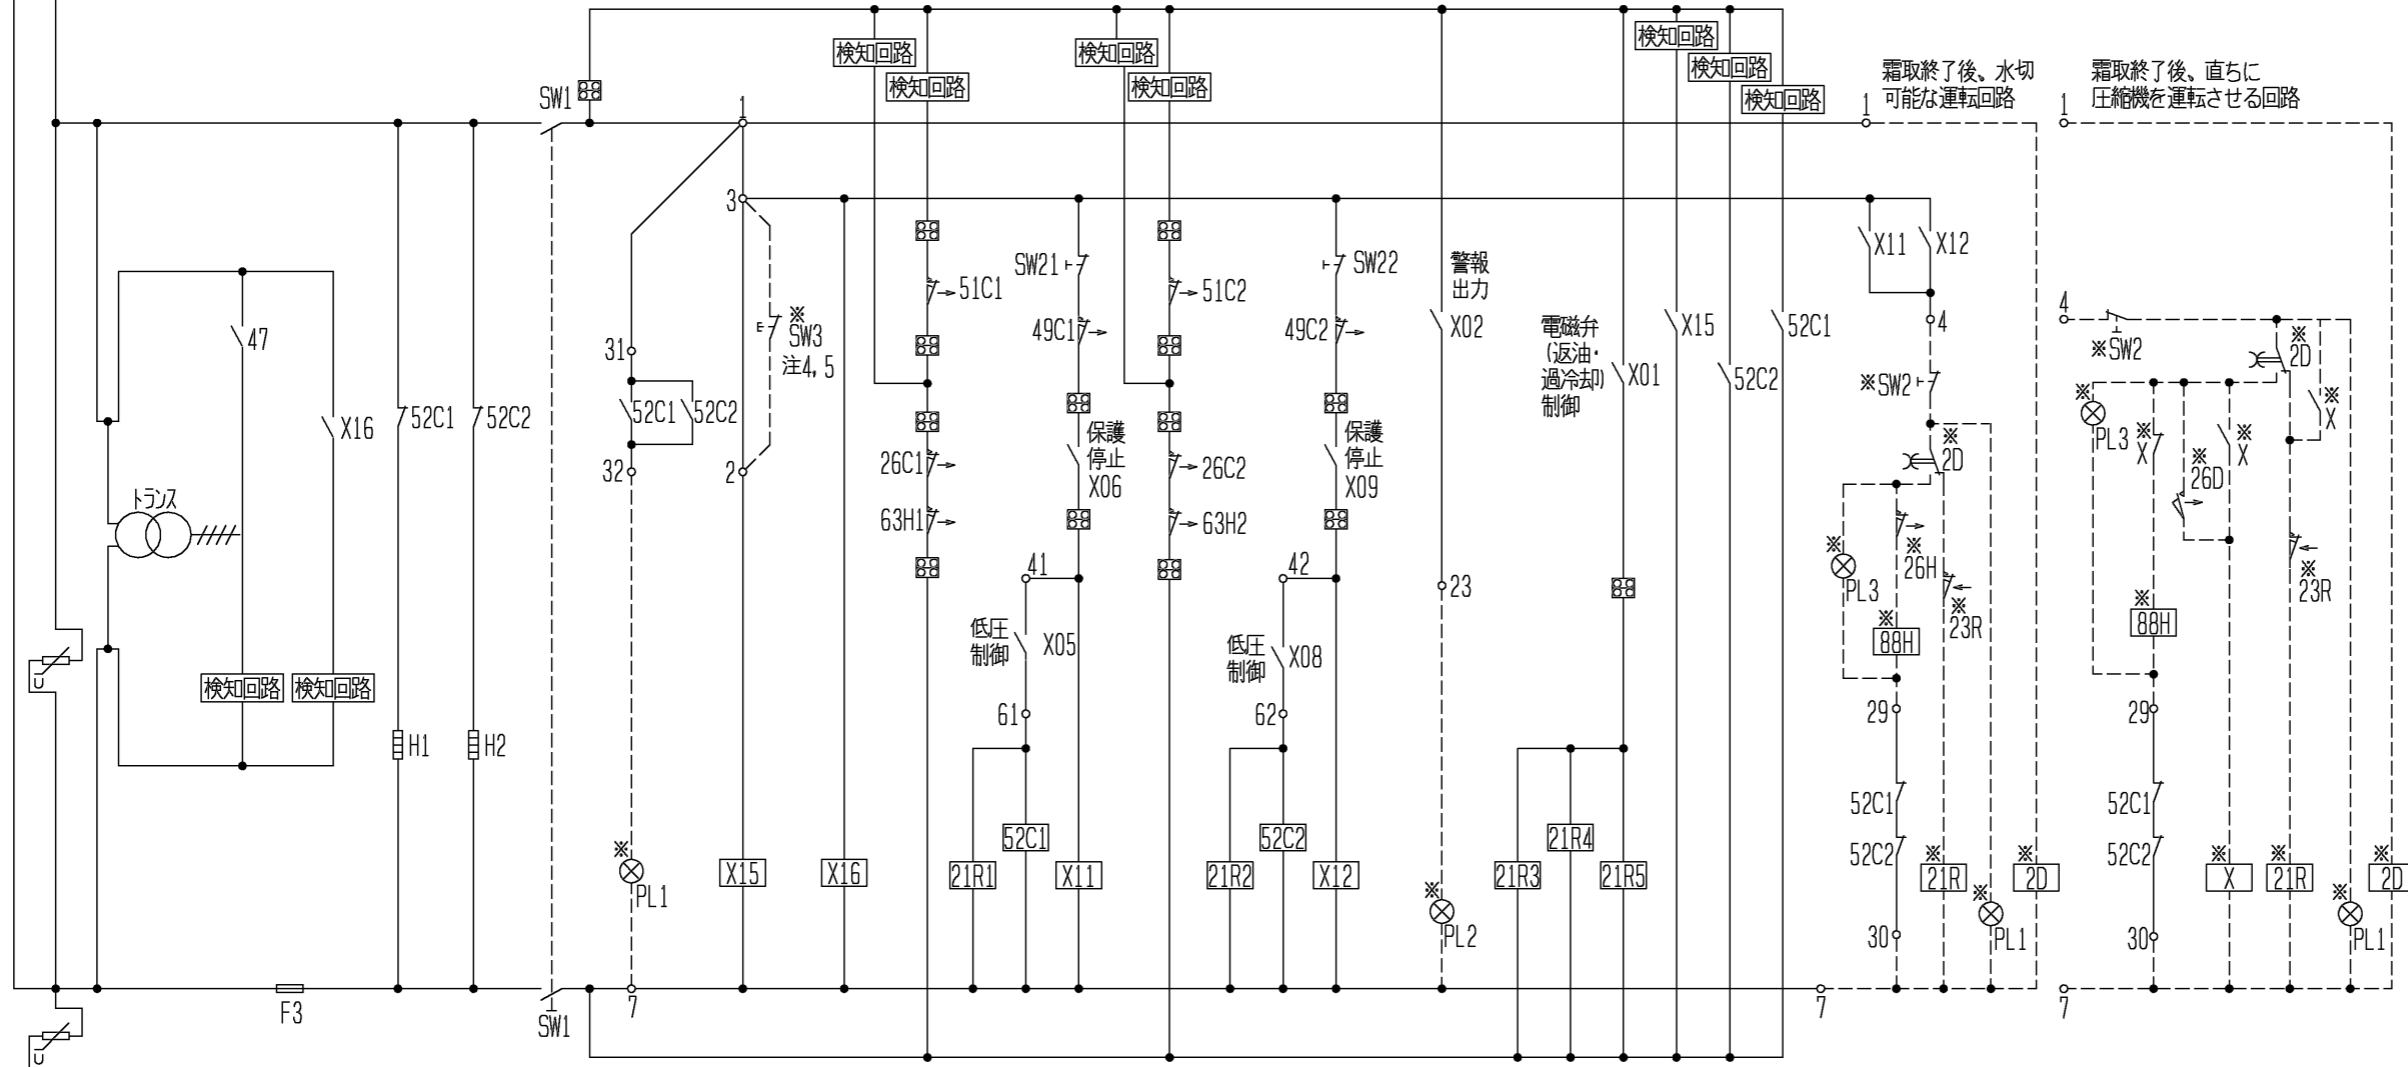 検知回路
検知回路
検知回路
検知回路
検知回路
検知回路
検知回路
霜取終了後、水切
可能な運転回路
霜取終了後、直ちに
圧縮機を運転させる回路
SW1
1
1
1
3
X11
X12
51C1
SW21
51C2
SW22
警報
出力
※
SW3
注4,5
49C1
49C2
X02
電磁弁
(返油・
過冷却)
制御
X01
X15
52C2
52C1
4
4
※SW2
※
2D
47
X16
52C1
52C2
31
52C1
52C2
32
2
26C1
63H1
保護
停止
X06
26C2
63H2
保護
停止
X09
※SW2
※
2D
※
PL3
※
X
※
26D
※
X
※
X
※
23R
トランス
41
42
23
※
PL3
※
26H
※
23R
※
88H
※
88H
低圧
制御
X05
低圧
制御
X08
U
検知回路
検知回路
61
62
29
29
H1
H2
52C1
52C2
52C1
52C2
※
PL1
X15
X16
21R1
52C1
X11
21R2
52C2
X12
※
PL2
21R3
21R4
21R5
※
21R
※
2D
※
PL1
※
X
※
21R
※
2D
※
PL1
30
30
F3
SW1
7
7
7
U